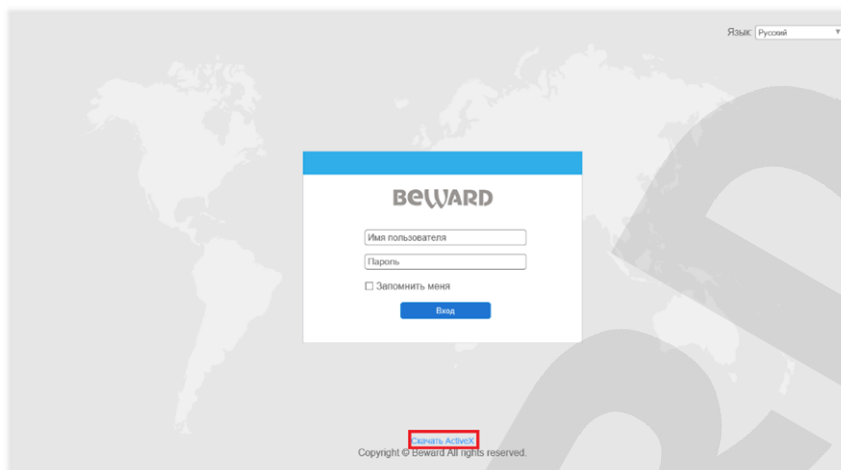 Язык: Русский
BEWARD
Имя пользователя
Пароль
Запомнить меня
Вход
Скачать ActiveX
Copyright © Beward All rights reserved.